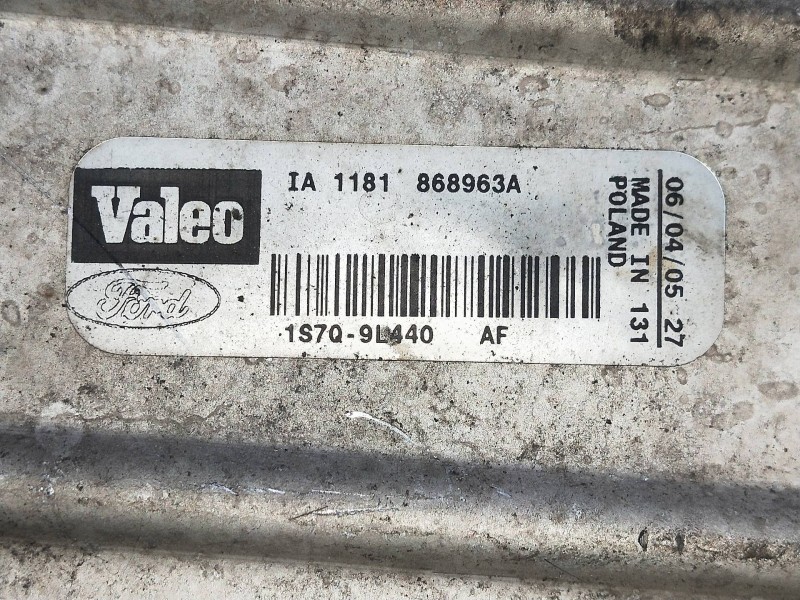 Valeo
IA 1181 868963A
Ford
1S7Q-9L440 AF
06/04/05 27
MADE IN 131
POLAND